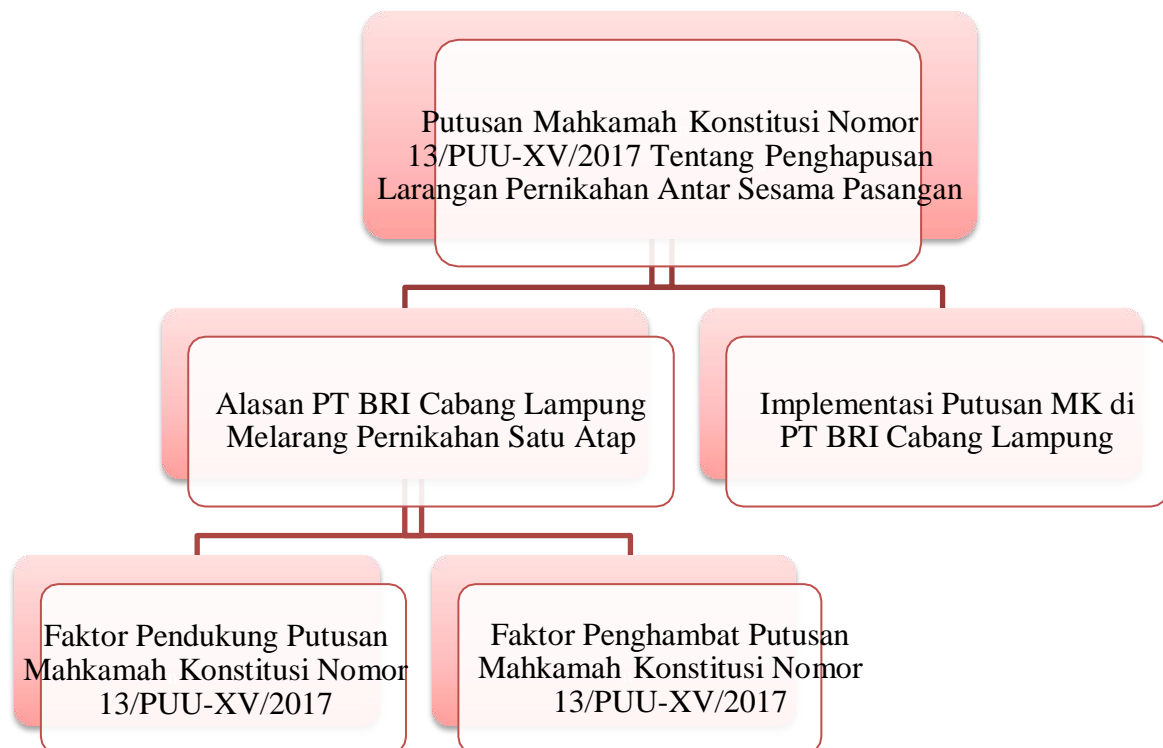 Putusan Mahkamah Konstitusi Nomor
13/PUU-XV/2017 Tentang Penghapusan
Larangan Pernikahan Antar Sesama Pasangan
Alasan PT BRI Cabang Lampung
Melarang Pernikahan Satu Atap
Implementasi Putusan MK di
PT BRI Cabang Lampung
Faktor Pendukung Putusan
Mahkamah Konstitusi Nomor
13/PUU-XV/2017
Faktor Penghambat Putusan
Mahkamah Konstitusi Nomor
13/PUU-XV/2017